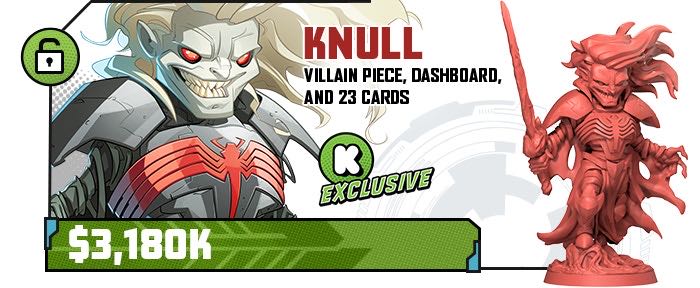 KNULL
VILLAIN PIECE, DASHBOARD,
AND 23 CARDS
K
EXCLUSIVE
$3,180K